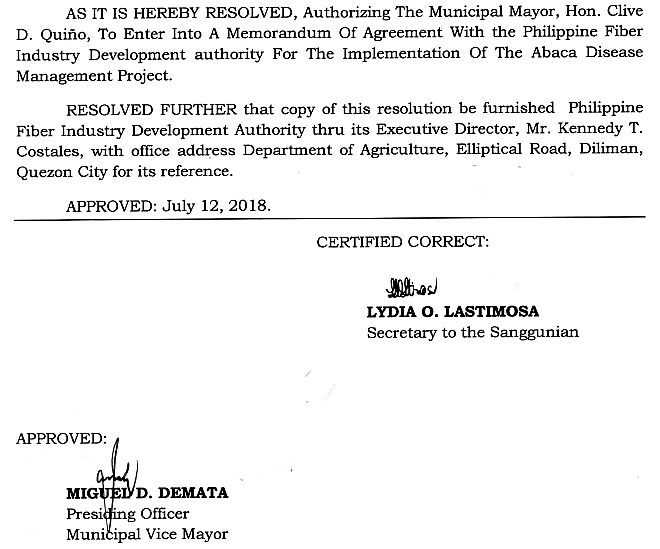 AS IT IS HEREBY RESOLVED, Authorizing The Municipal Mayor, Hon. Clive
D. Quiño, To Enter Into A Memorandum Of Agreement With the Philippine Fiber
Industry Development authority For The Implementation Of The Abaca Disease
Management Project.
RESOLVED FURTHER that copy of this resolution be furnished Philippine
Fiber Industry Development Authority thru its Executive Director, Mr. Kennedy T.
Costales, with office address Department of Agriculture, Elliptical Road, Diliman,
Quezon City for its reference.
APPROVED: July 12, 2018.
CERTIFIED CORRECT:
LYDIA O. LASTIMOSA
Secretary to the Sanggunian
APPROVED:
MIGUEL D. DEMATA
Presiding Officer
Municipal Vice Mayor